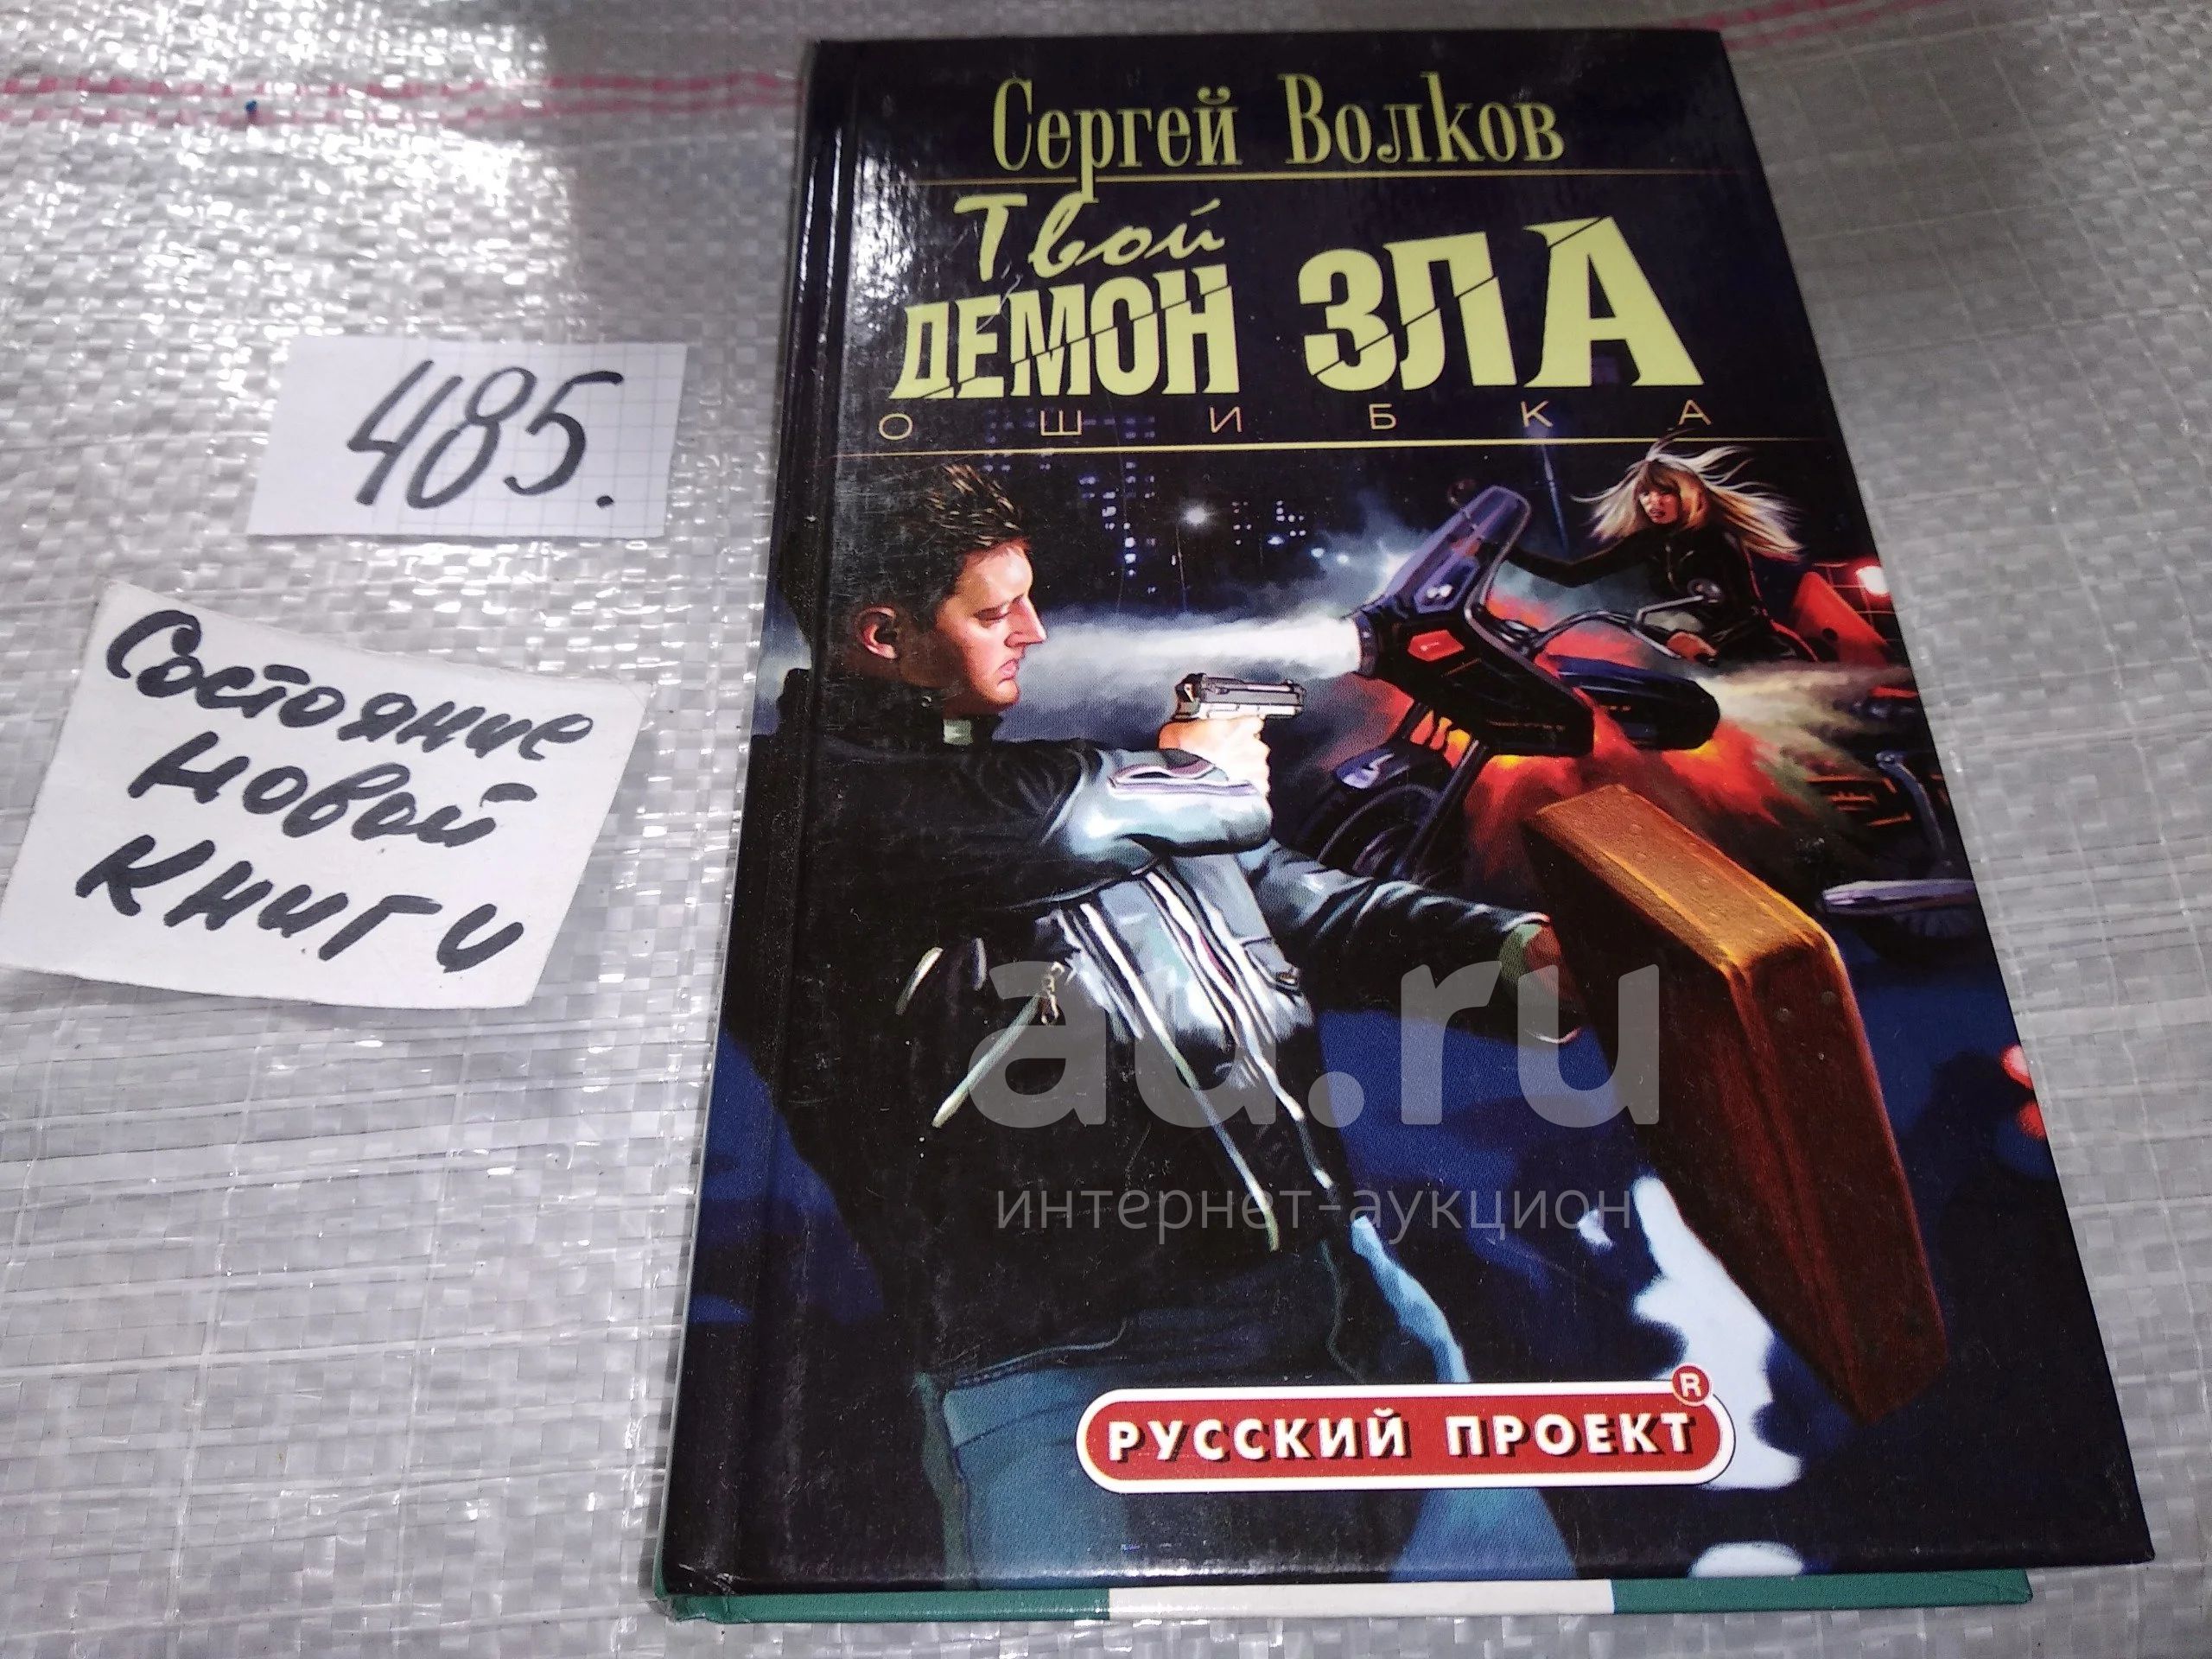 Сергей Волков
Твой
ДЕМОН ЗЛА
ОШИБКА
485.
Состояние
новой
книги
au.ru
интернет-аукцион
РУССКИЙ ПРОЕКТ
R